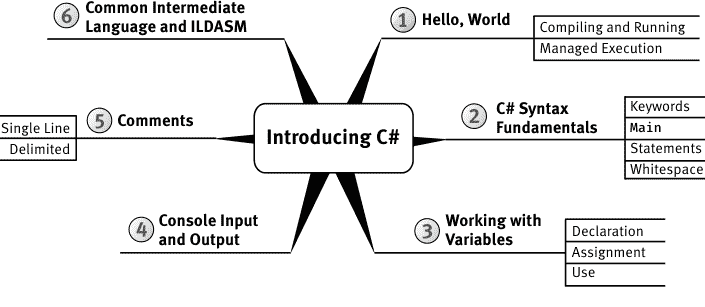 6
Common Intermediate
Language and ILDASM
1
Hello, World
Compiling and Running
Managed Execution
5
Comments
Single Line
Delimited
Introducing C#
2
C# Syntax
Fundamentals
Keywords
Main
Statements
Whitespace
4
Console Input
and Output
3
Working with
Variables
Declaration
Assignment
Use